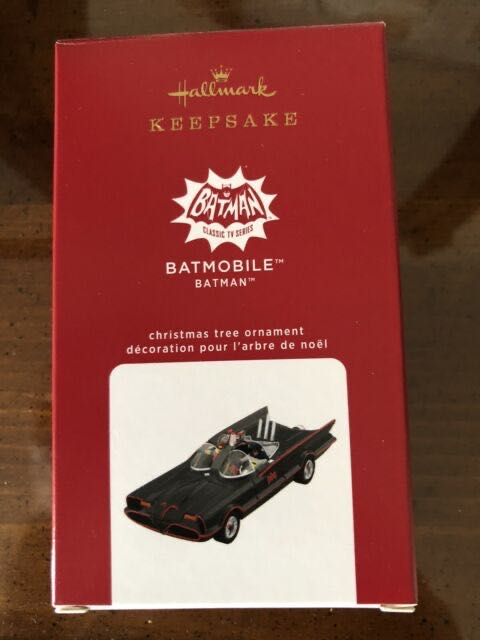 Hallmark
KEEPSAKE
BATMAN
CLASSIC TV SERIES
BATMOBILE™
BATMAN™
christmas tree ornament
décoration pour l'arbre de noël